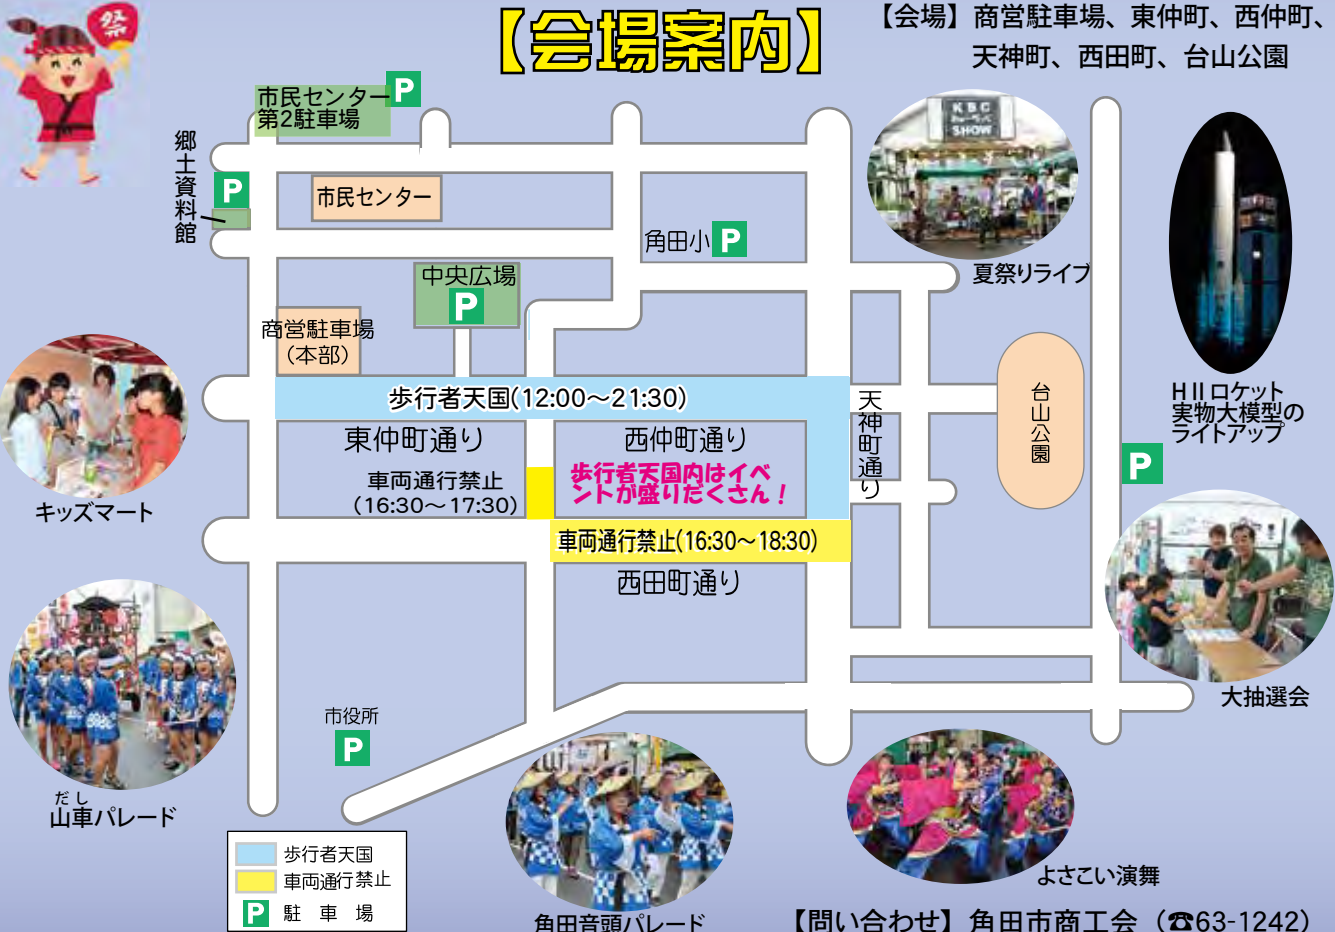 祭
【会場案内】
【会場】商営駐車場、東仲町、西仲町、
天神町、西田町、台山公園
市民センター
第2駐車場
P
郷土資料館
P
市民センター
角田小 P
KBC
SHOW
夏祭りライブ
中央広場
P
商営駐車場
(本部)
HⅡロケット
実物大模型の
ライトアップ
歩行者天国(12:00～21:30)
天神町通り
台山公園
東仲町通り
西仲町通り
車両通行禁止
(16:30～17:30)
歩行者天国内はイベ
ントが盛りだくさん!
P
キッズマート
車両通行禁止(16:30～18:30)
西田町通り
大抽選会
市役所
P
だし
山車パレード
歩行者天国
車両通行禁止
P 駐 車 場
角田音頭パレード
よさこい演舞
【問い合わせ】角田市商工会(☎63-1242)